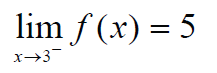 lim f(x) = 5
x→3⁻